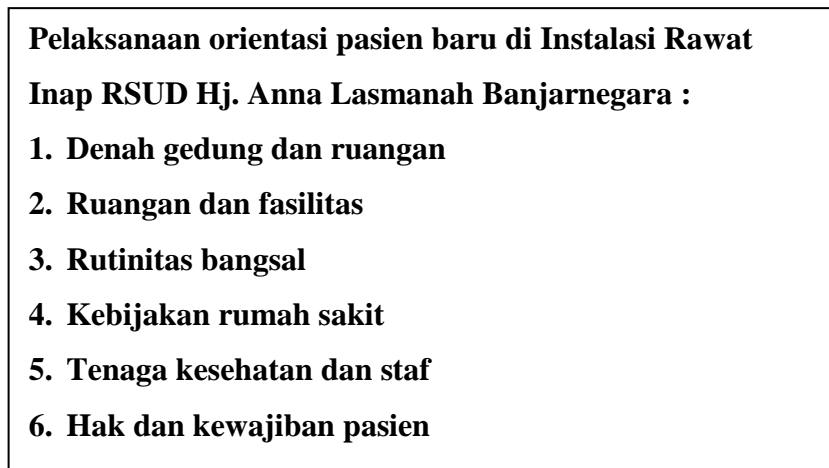 Pelaksanaan orientasi pasien baru di Instalasi Rawat
Inap RSUD Hj. Anna Lasmanah Banjarnegara :
1. Denah gedung dan ruangan
2. Ruangan dan fasilitas
3. Rutinitas bangsal
4. Kebijakan rumah sakit
5. Tenaga kesehatan dan staf
6. Hak dan kewajiban pasien